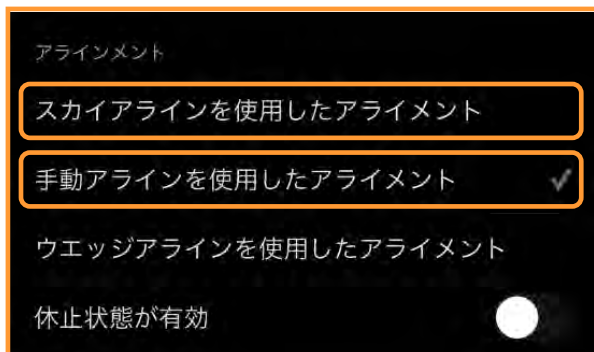 アラインメント
スカイアラインを使用したアライメント
手動アラインを使用したアライメント
ウエッジアラインを使用したアライメント
休止状態が有効